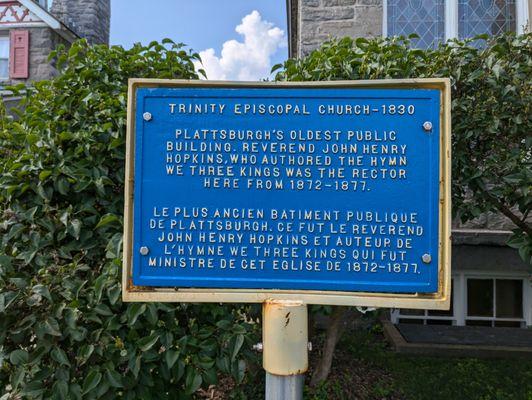 TRINITY EPISCOPAL CHURCH-1830
PLATTSBURGH'S OLDEST PUBLIC
BUILDING. REVEREND JOHN HENRY
HOPKINS, WHO AUTHORED THE HYMN
WE THREE KINGS WAS THE RECTOR
HERE FROM 1872-1877.
LE PLUS ANCIEN BATIMENT PUBLIQUE
DE PLATTSBURGH. CE FUT LE REVEREND
JOHN HENRY HOPKINS ET AUTEUR DE
L'HYMNE WE THREE KINGS QUI FUT
MINISTRE DE CET EGLISE DE 1872-1877.